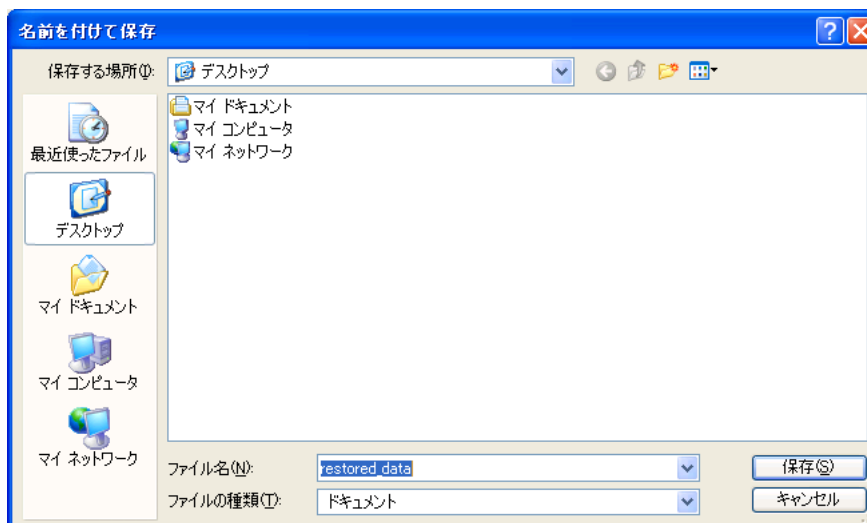 名前を付けて保存
保存する場所(I):
デスクトップ
マイ ドキュメント
マイ コンピュータ
マイ ネットワーク
最近使ったファイル
デスクトップ
マイ ドキュメント
マイ コンピュータ
マイ ネットワーク
ファイル名(N):
restored_data
保存(S)
ファイルの種類(T):
ドキュメント
キャンセル